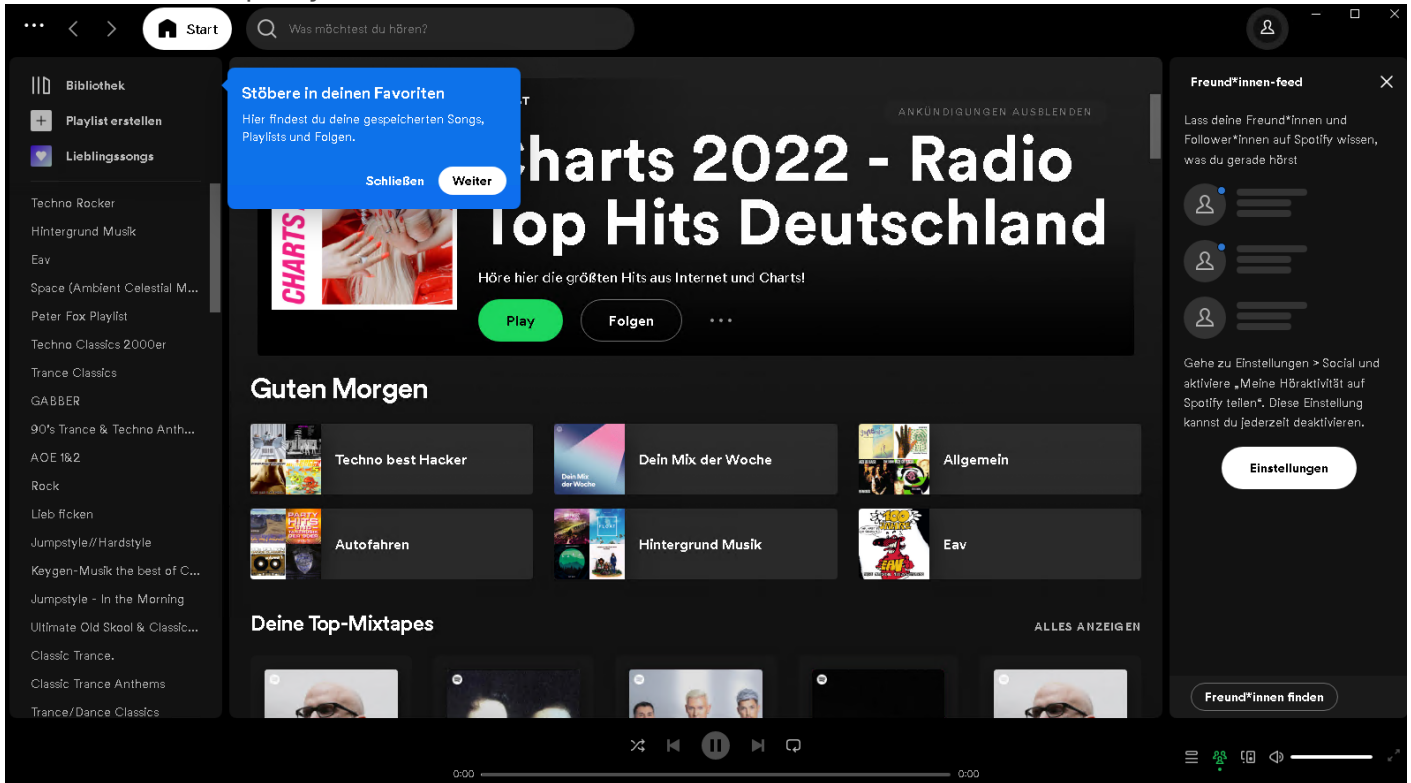 Start
Was möchtest du hören?
Bibliothek
Playlist erstellen
Lieblingssongs
Techno Rocker
Hintergrund Musik
Eav
Space (Ambient Celestial M...
Peter Fox Playlist
Techno Classics 2000er
Trance Classics
GABBER
90's Trance & Techno Anth...
AOE 1&2
Rock
Lieb ficken
Jumpstyle//Hardstyle
Keygen-Musik the best of C...
Jumpstyle - In the Morning
Ultimate Old Skool & Classic...
Classic Trance.
Classic Trance Anthems
Trance/Dance Classics
Stöbere in deinen Favoriten
Hier findest du deine gespeicherten Songs,
Playlists und Folgen.
Schließen Weiter
ANKÜNDIGUNGEN AUSBLENDEN
CHARTS
harts 2022 - Radio
Top Hits Deutschland
Höre hier die größten Hits aus Internet und Charts!
Play Folgen
Guten Morgen
Techno best Hacker
Dein Mix der Woche
Dein Mix
der Woche
Allgemein
Autofahren
Hintergrund Musik
Eav
Deine Top-Mixtapes
ALLES ANZEIGEN
Freund*innen-feed
Lass deine Freund*innen und
Follower*innen auf Spotify wissen,
was du gerade hörst
Gehe zu Einstellungen > Social und
aktiviere „Meine Höraktivität auf
Spotify teilen“. Diese Einstellung
kannst du jederzeit deaktivieren.
Einstellungen
Freund*innen finden
0:00 0:00